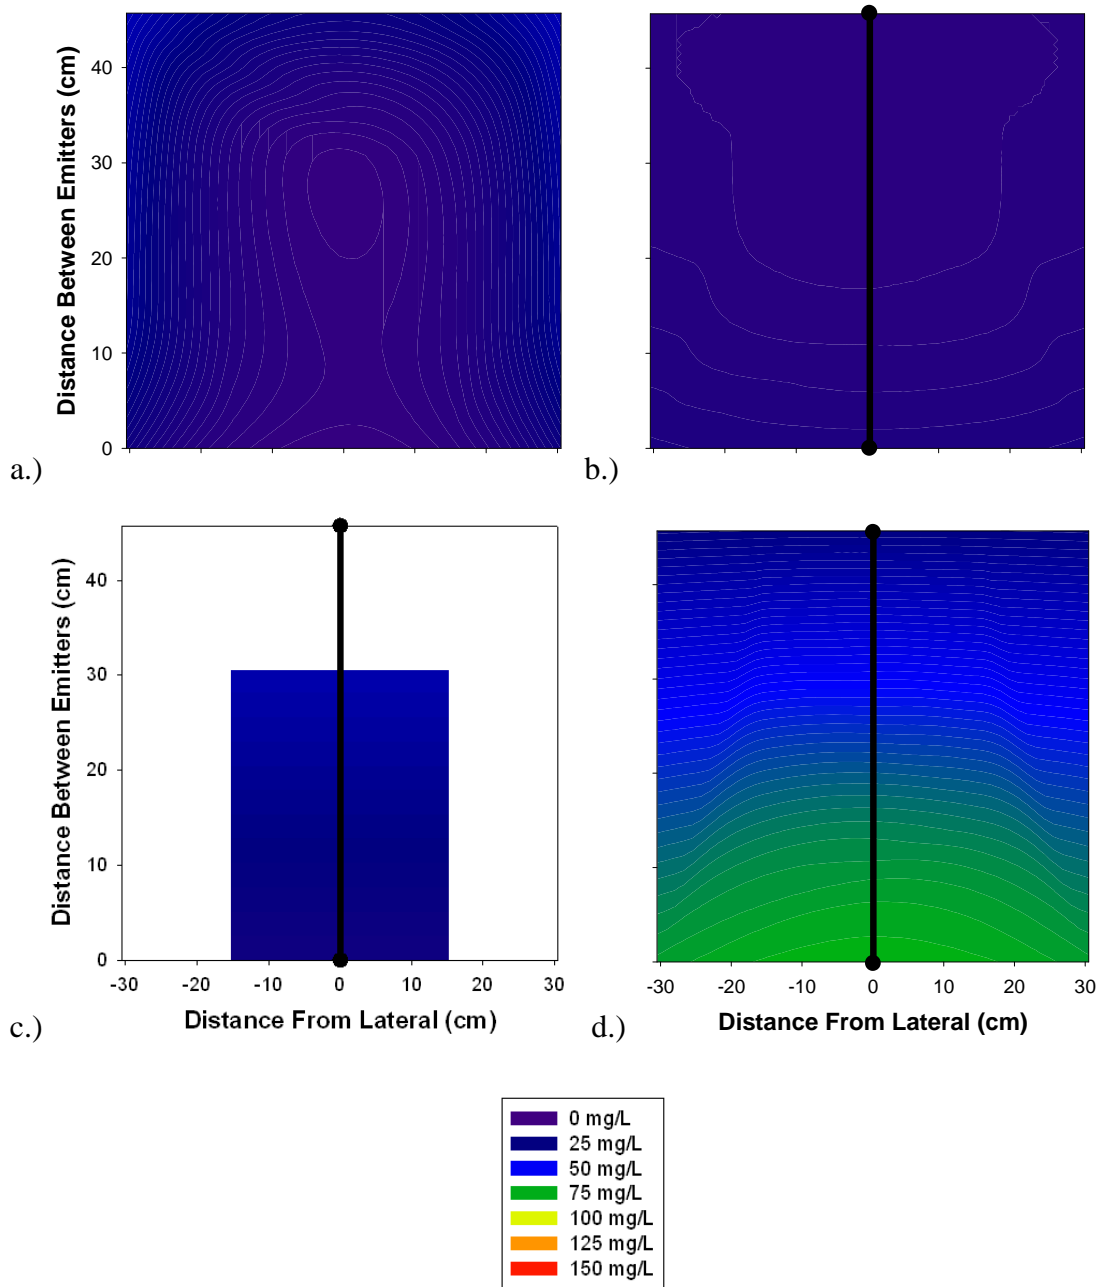 Distance Between Emitters (cm)
40
30
20
10
0
a.)
b.)
Distance Between Emitters (cm)
40
30
20
10
0
-30 -20 -10 0 10 20 30
Distance From Lateral (cm)
c.)
-30 -20 -10 0 10 20 30
Distance From Lateral (cm)
d.)
0 mg/L
25 mg/L
50 mg/L
75 mg/L
100 mg/L
125 mg/L
150 mg/L